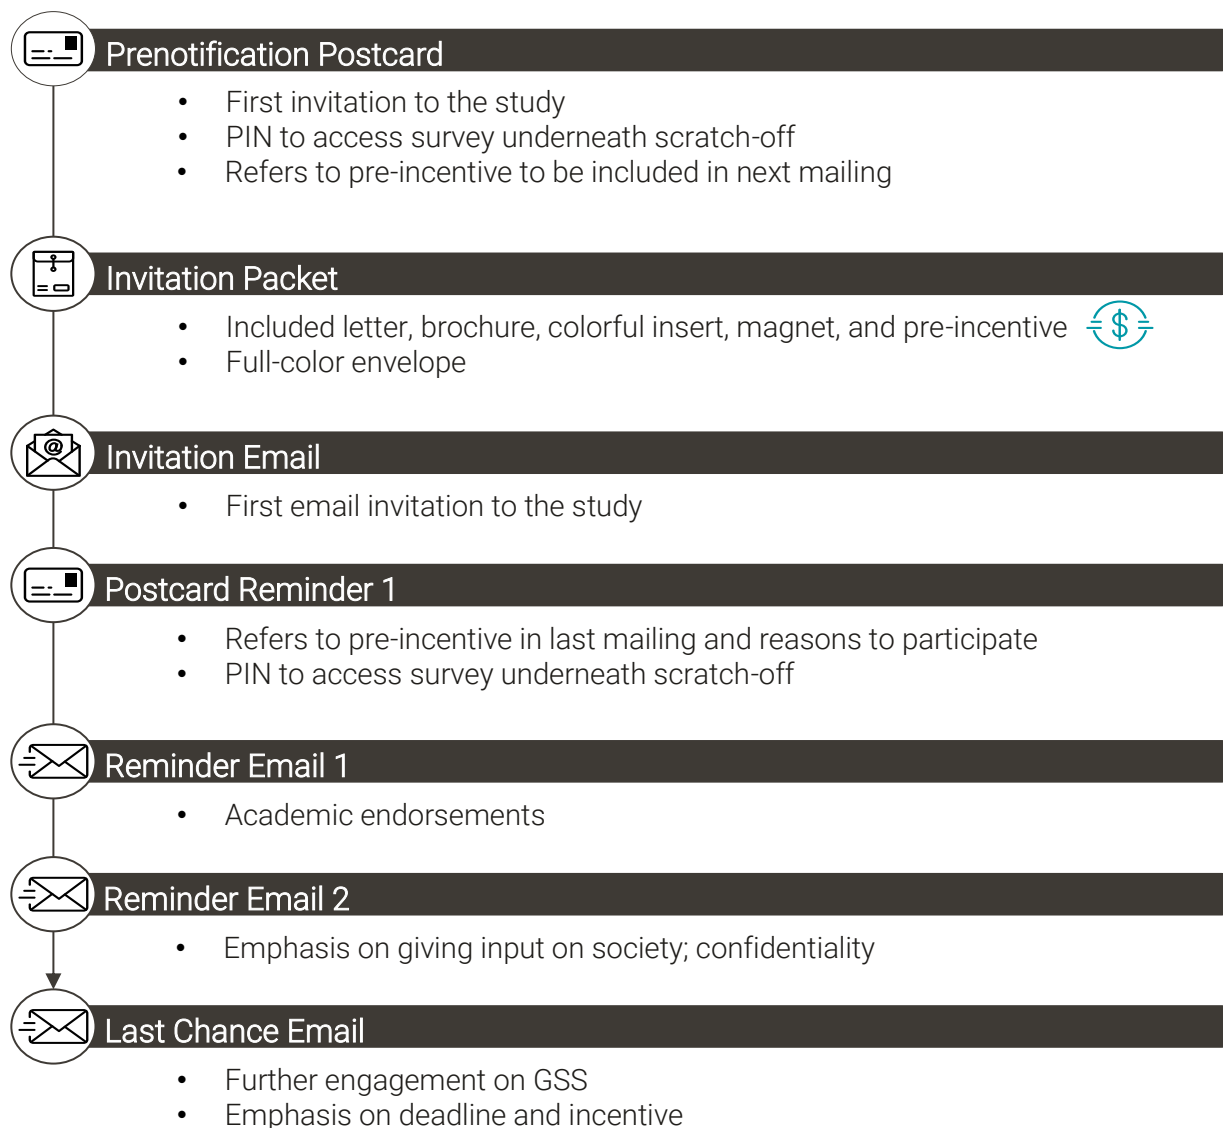 Prenotification Postcard
• First invitation to the study
• PIN to access survey underneath scratch-off
• Refers to pre-incentive to be included in next mailing
Invitation Packet
• Included letter, brochure, colorful insert, magnet, and pre-incentive $
• Full-color envelope
@
Invitation Email
• First email invitation to the study
Postcard Reminder 1
• Refers to pre-incentive in last mailing and reasons to participate
• PIN to access survey underneath scratch-off
Reminder Email 1
• Academic endorsements
Reminder Email 2
• Emphasis on giving input on society; confidentiality
Last Chance Email
• Further engagement on GSS
• Emphasis on deadline and incentive